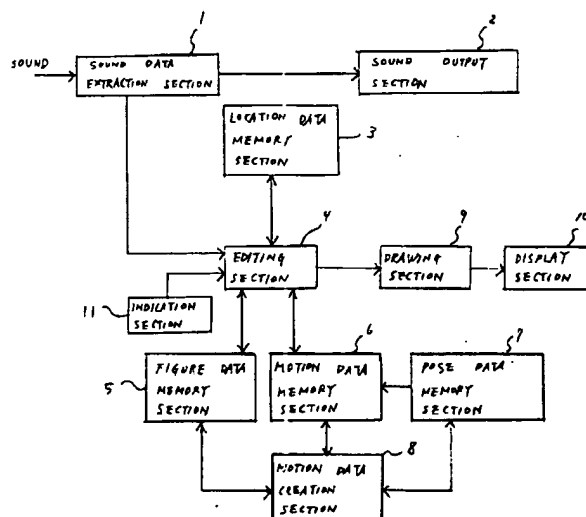 1
2
SOUND
SOUND DATA
EXTRACTION
SECTION
SOUND OUTPUT
SECTION
LOCATION DATA
MEMORY
SECTION
3
4
9
10
EDITING
SECTION
DRAWING
SECTION
DISPLAY
SECTION
11
INDICATION
SECTION
6
7
5
FIGURE DATA
MEMORY
SECTION
MOTION DATA
MEMORY
SECTION
POSE DATA
MEMORY
SECTION
8
MOTION DATA
CREATION
SECTION